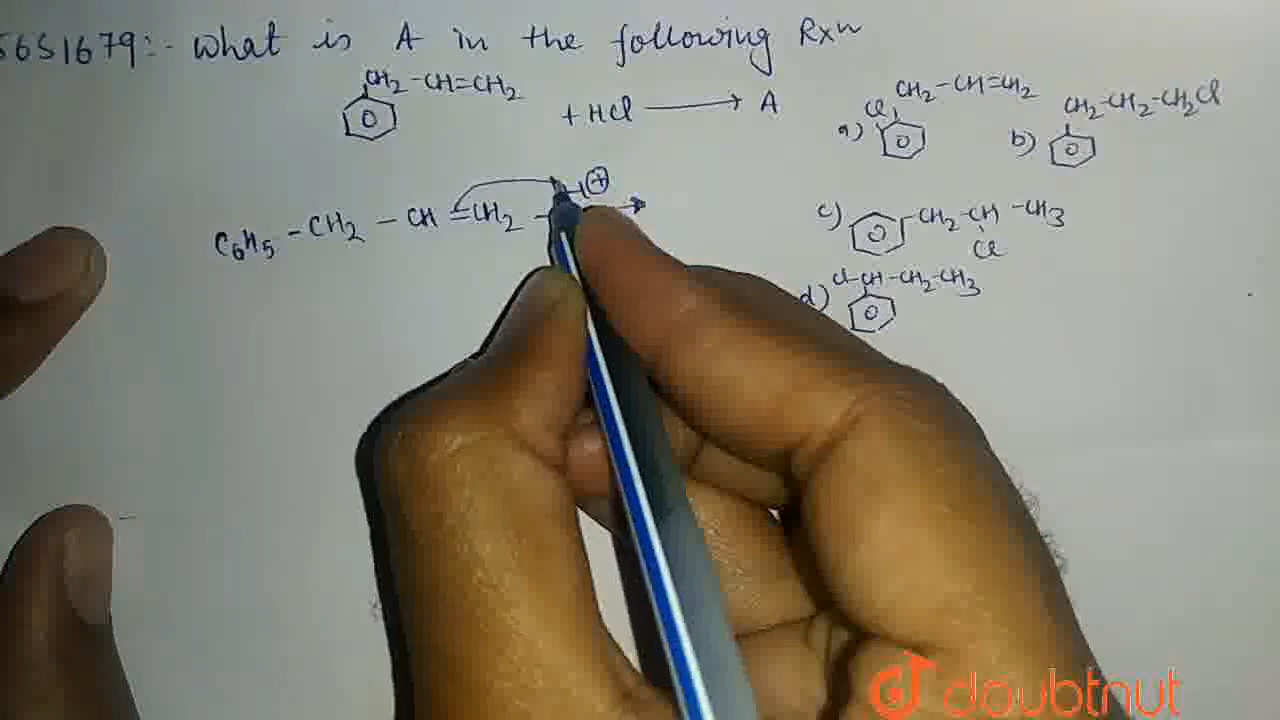 5651679:- What is A in the following Rxn
CH2-CH=CH2
+ HCl → A
a) Cl CH2-CH=CH2
b) CH2-CH2-CH2Cl
C6H5-CH2-CH=CH2 H⊕ →
c) CH2-CH-CH3
Cl
d) Cl-CH-CH2-CH3
doubtnut